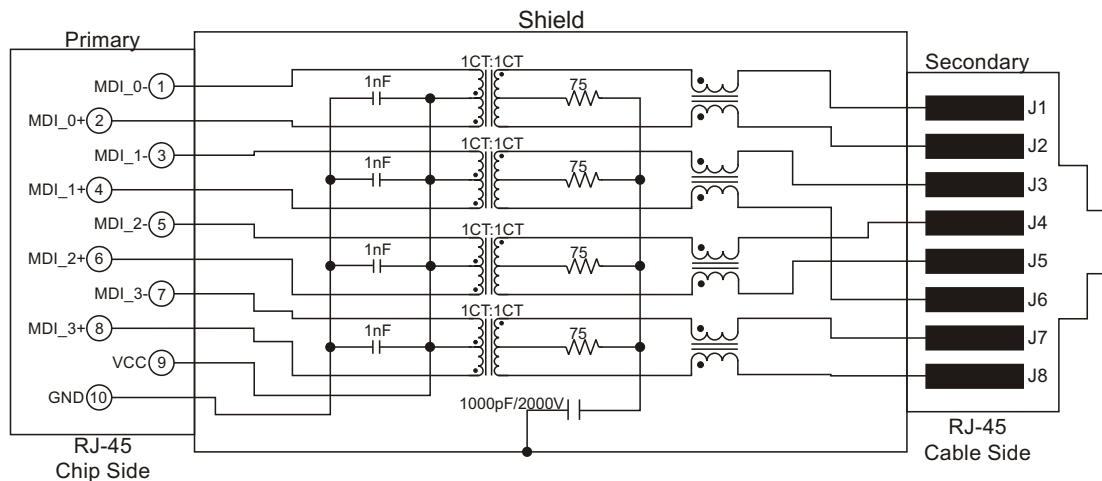 Shield
Primary
Secondary
MDI_0- 1
MDI_0+ 2
MDI_1- 3
MDI_1+ 4
MDI_2- 5
MDI_2+ 6
MDI_3- 7
MDI_3+ 8
VCC 9
GND 10
1nF
1CT:1CT
75
1nF
1CT:1CT
75
1nF
1CT:1CT
75
1nF
1CT:1CT
75
1000pF/2000V
J1
J2
J3
J4
J5
J6
J7
J8
RJ-45
Chip Side
RJ-45
Cable Side